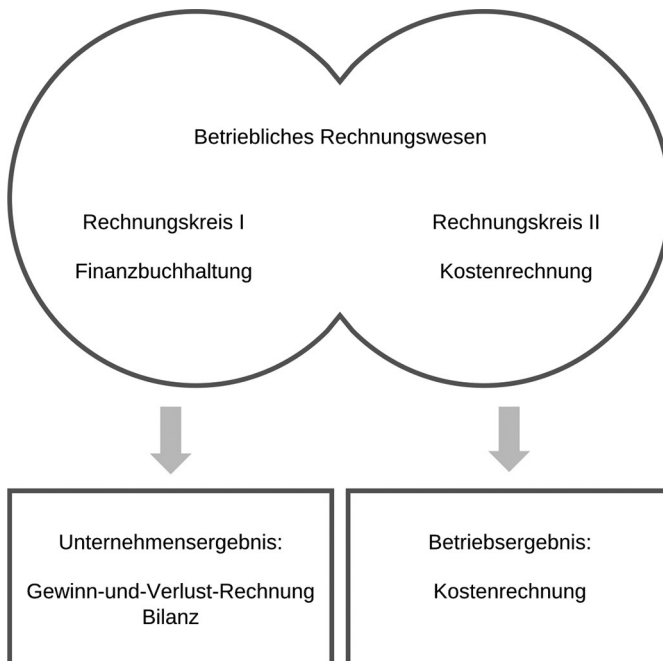 Betriebliches Rechnungswesen
Rechnungskreis I
Finanzbuchhaltung
Rechnungskreis II
Kostenrechnung
Unternehmensergebnis:
Gewinn-und-Verlust-Rechnung
Bilanz
Betriebsergebnis:
Kostenrechnung